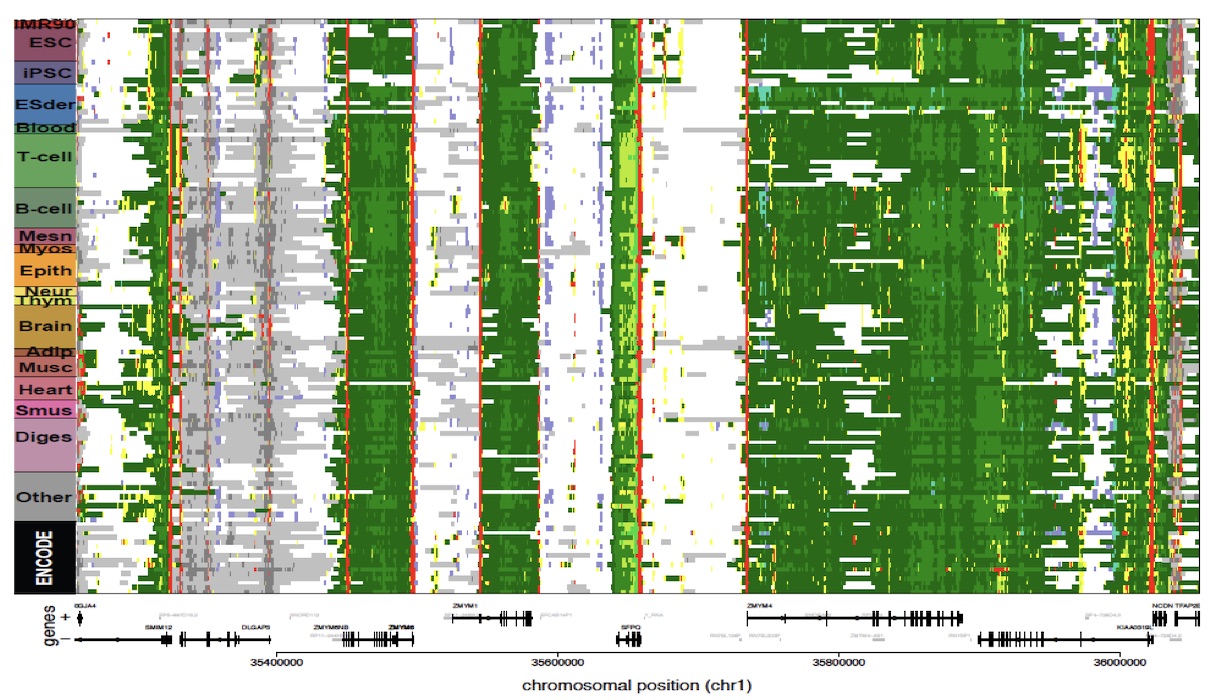 IMR90
ESC
iPSC
ESder
Blood
T-cell
B-cell
Mesn
Myos
Epith
Neur
Thym
Brain
Adip
Musc
Heart
Smus
Diges
Other
ENCODE
genes
+
−
GJA4
ZMYM1
ZMYM4
NCDN TFAP2E
SMIM12
DLGAP3
ZMYM6NB
ZMYM6
SFPQ
KIAA0319L
35400000
35600000
35800000
36000000
chromosomal position (chr1)